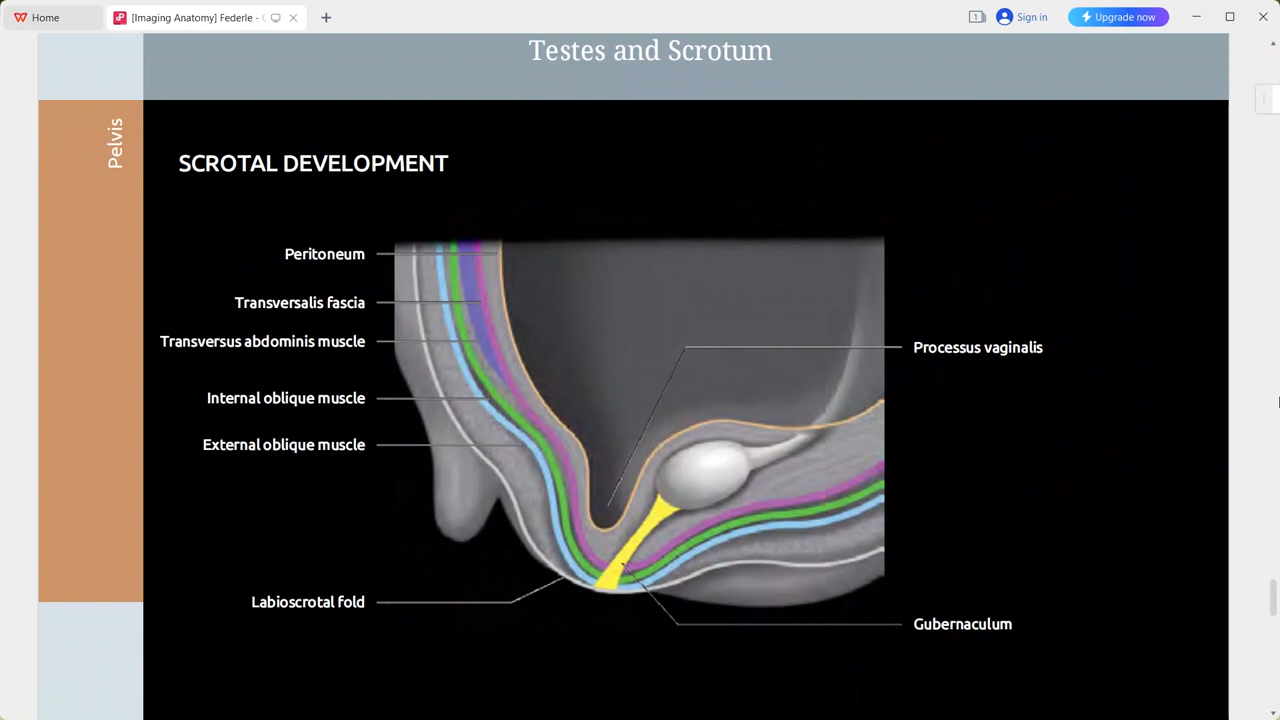 Home
[Imaging Anatomy] Federle -
1
Sign in
Upgrade now
Testes and Scrotum
Pelvis
SCROTAL DEVELOPMENT
Peritoneum
Transversalis fascia
Transversus abdominis muscle
Processus vaginalis
Internal oblique muscle
External oblique muscle
Labioscrotal fold
Gubernaculum